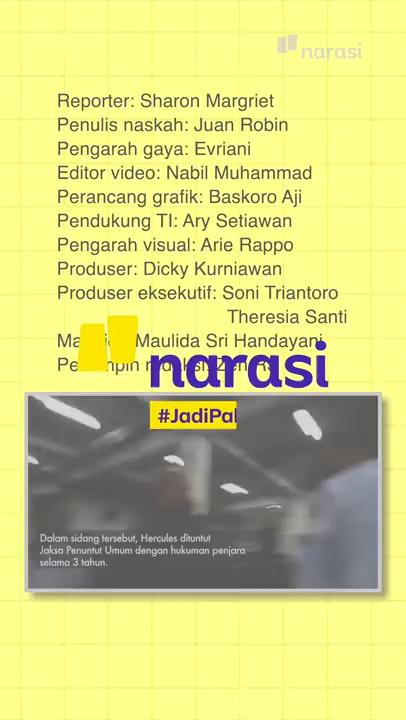 narasi
Reporter: Sharon Margriet
Penulis naskah: Juan Robin
Pengarah gaya: Evriani
Editor video: Nabil Muhammad
Perancang grafik: Baskoro Aji
Pendukung TI: Ary Setiawan
Pengarah visual: Arie Rappo
Produser: Dicky Kurniawan
Produser eksekutif: Soni Triantoro
Theresia Santi
Maulida Sri Handayani
narasi
#JadiPal
Dalam sidang tersebut, Hercules dituntut
Jaksa Penuntut Umum dengan hukuman penjara
selama 3 tahun.